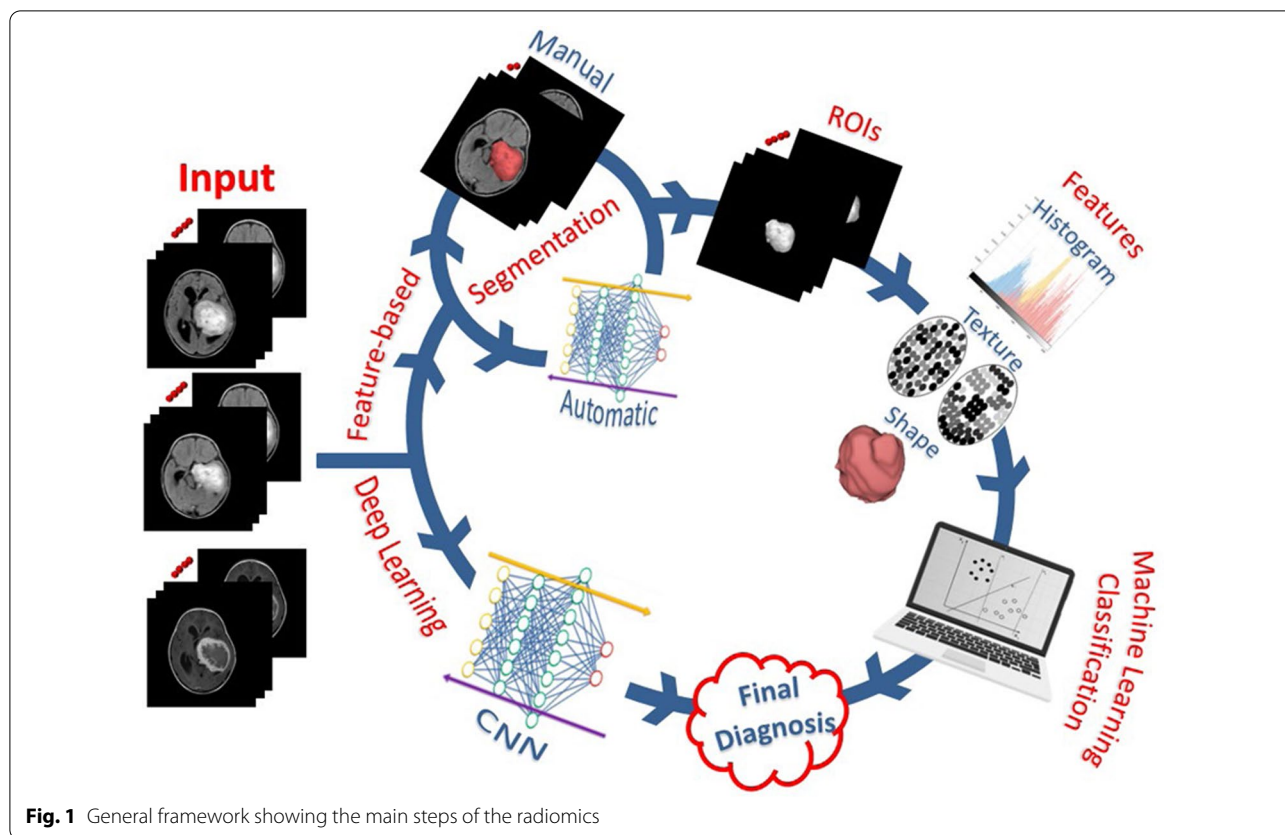 Input
Manual
ROIs
Features
Histogram
Texture
Shape
Segmentation
Feature-based
Automatic
Deep Learning
CNN
Final
Diagnosis
Machine Learning
Classification
Fig. 1 General framework showing the main steps of the radiomics